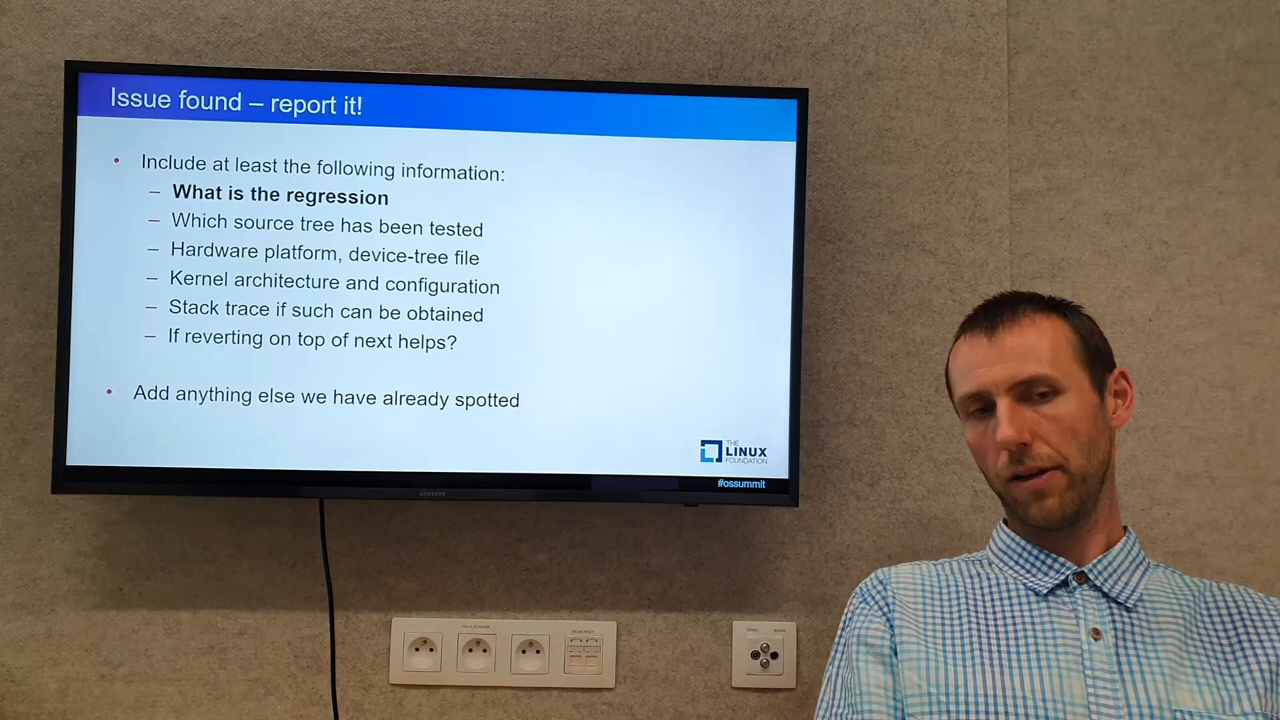 Issue found – report it!
• Include at least the following information:
– What is the regression
– Which source tree has been tested
– Hardware platform, device-tree file
– Kernel architecture and configuration
– Stack trace if such can be obtained
– If reverting on top of next helps?
• Add anything else we have already spotted
THE
LINUX
FOUNDATION
#ossummit
SAMSUNG